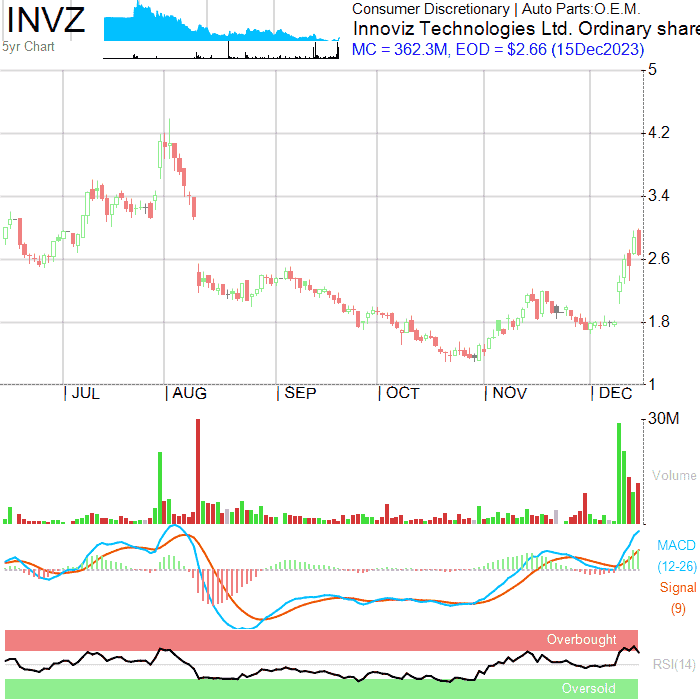 INVZ
5yr Chart
Consumer Discretionary | Auto Parts:O.E.M.
Innoviz Technologies Ltd. Ordinary share
MC = 362.3M, EOD = $2.66 (15Dec2023)
5
4.2
3.4
2.6
1.8
1
JUL
AUG
SEP
OCT
NOV
DEC
30M
Volume
MACD
(12-26)
Signal
(9)
Overbought
RSI(14)
Oversold